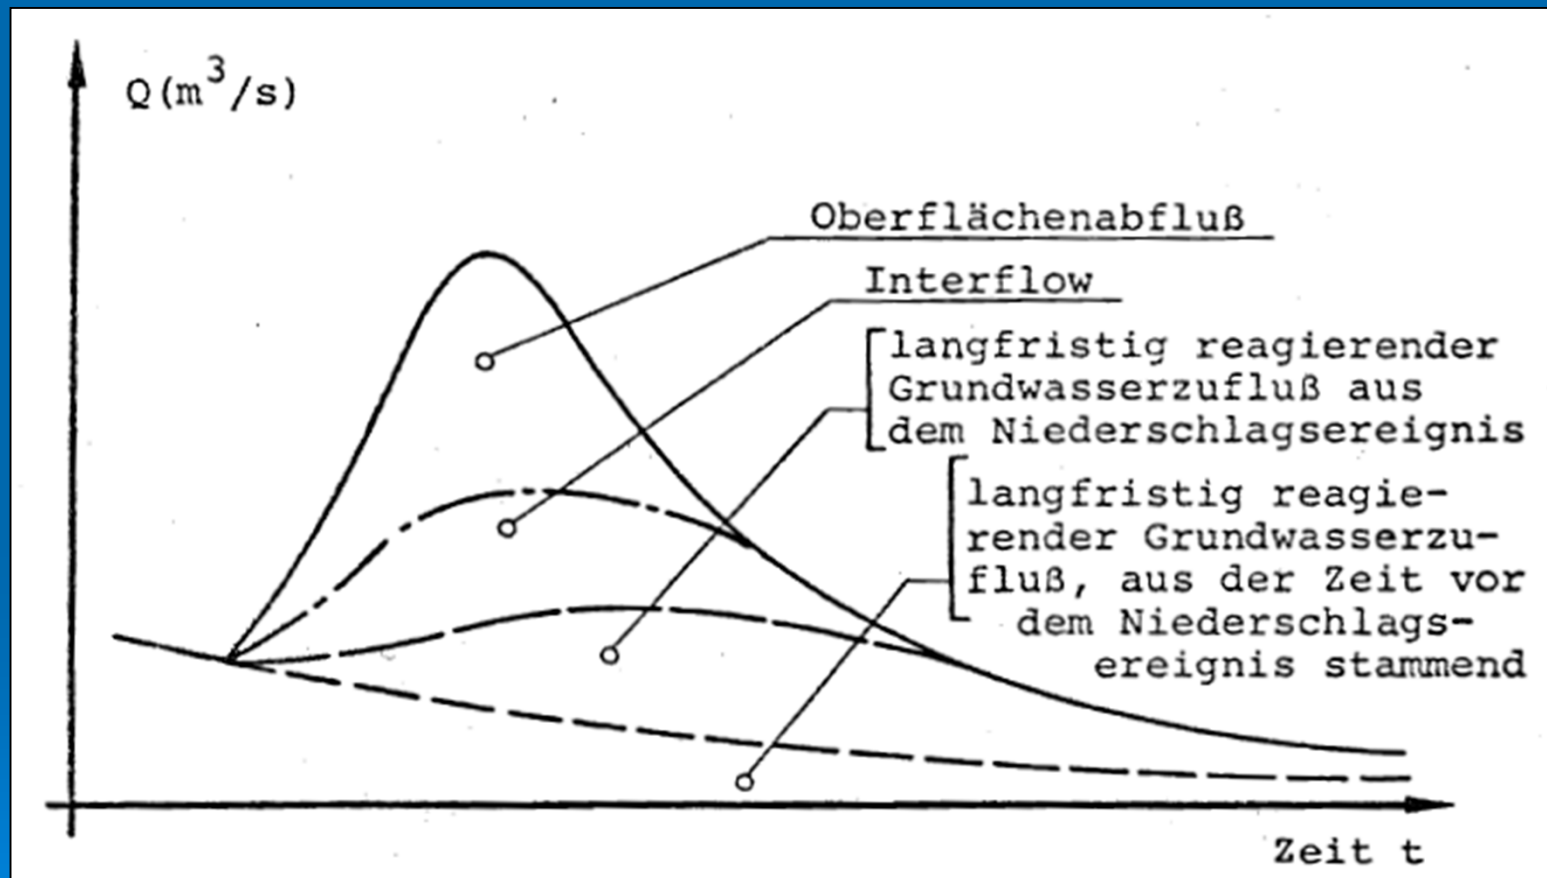 Q(m³/s)
Oberflächenabfluß
Interflow
langfristig reagierender
Grundwasserzufluß aus
dem Niederschlagsereignis
langfristig reagie-
render Grundwasserzu-
fluß, aus der Zeit vor
dem Niederschlags-
ereignis stammend
Zeit t